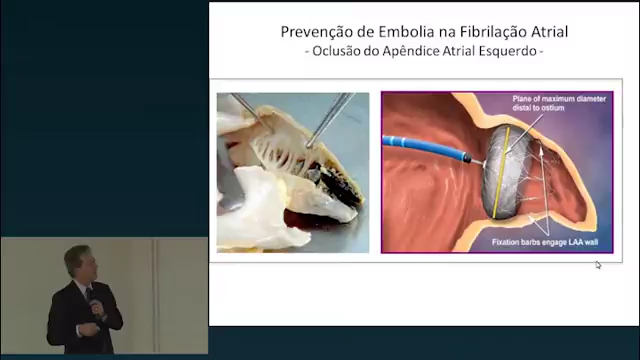 Prevenção de Embolia na Fibrilação Atrial
- Oclusão do Apêndice Atrial Esquerdo -
Plane of maximum diameter
distal to ostium
Fixation barbs engage LAA wall